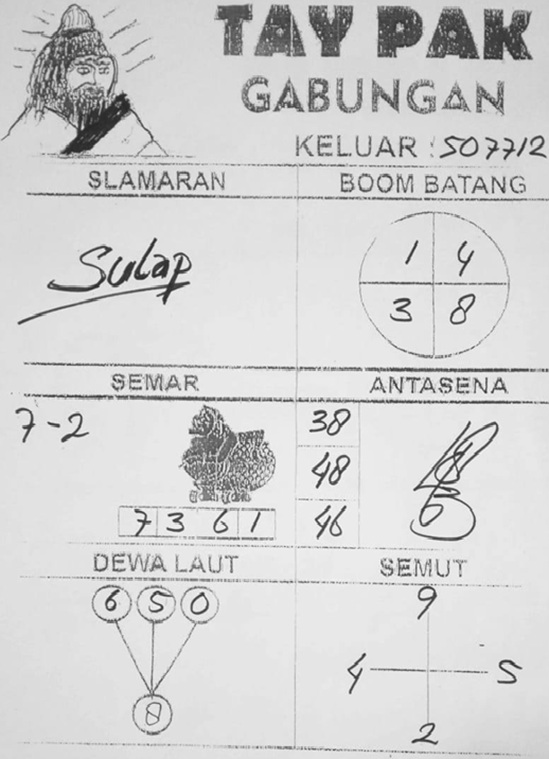 TAY PAK
GABUNGAN
KELUAR : 507712
SLAMARAN
BOOM BATANG
Sulap
1 4
3 8
SEMAR
ANTASENA
7-2
38
48
46
7 3 6 1
DEWA LAUT
SEMUT
6 5 0
8
9
4 5
2